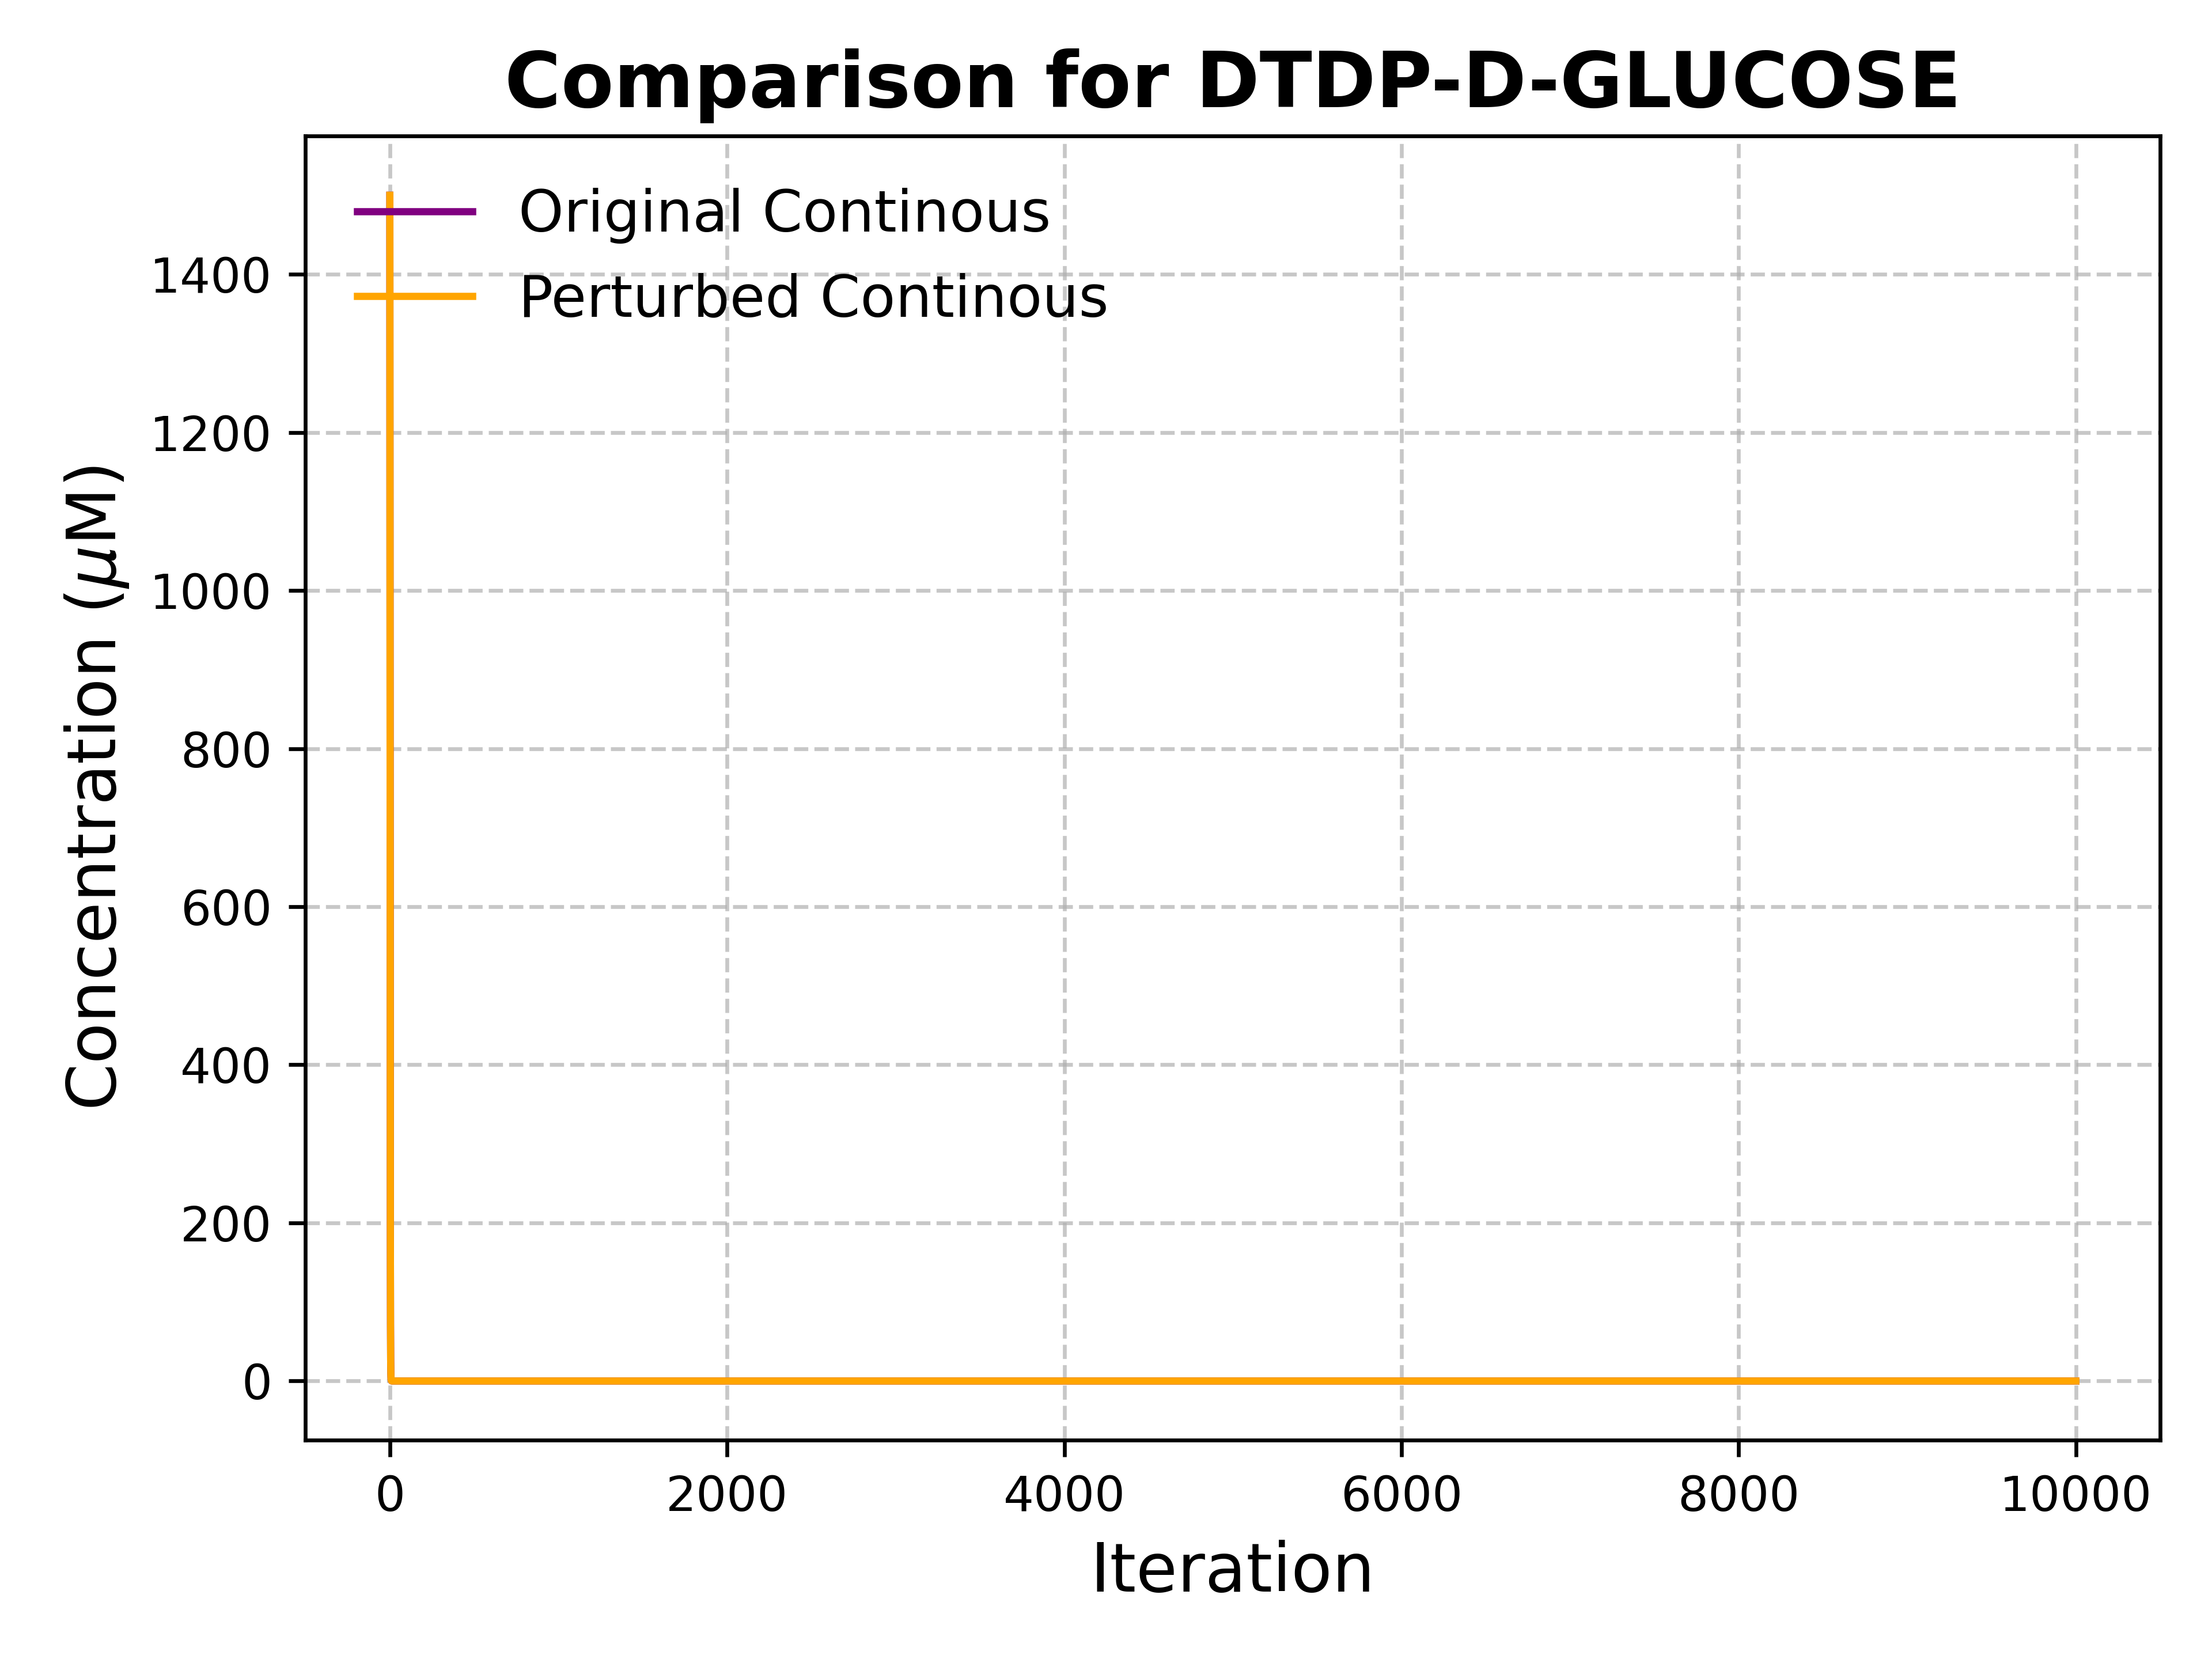 Comparison for DTDP-D-GLUCOSE
Original Continous
Perturbed Continous
Concentration (μM)
1400
1200
1000
800
600
400
200
0
0 2000 4000 6000 8000 10000
Iteration